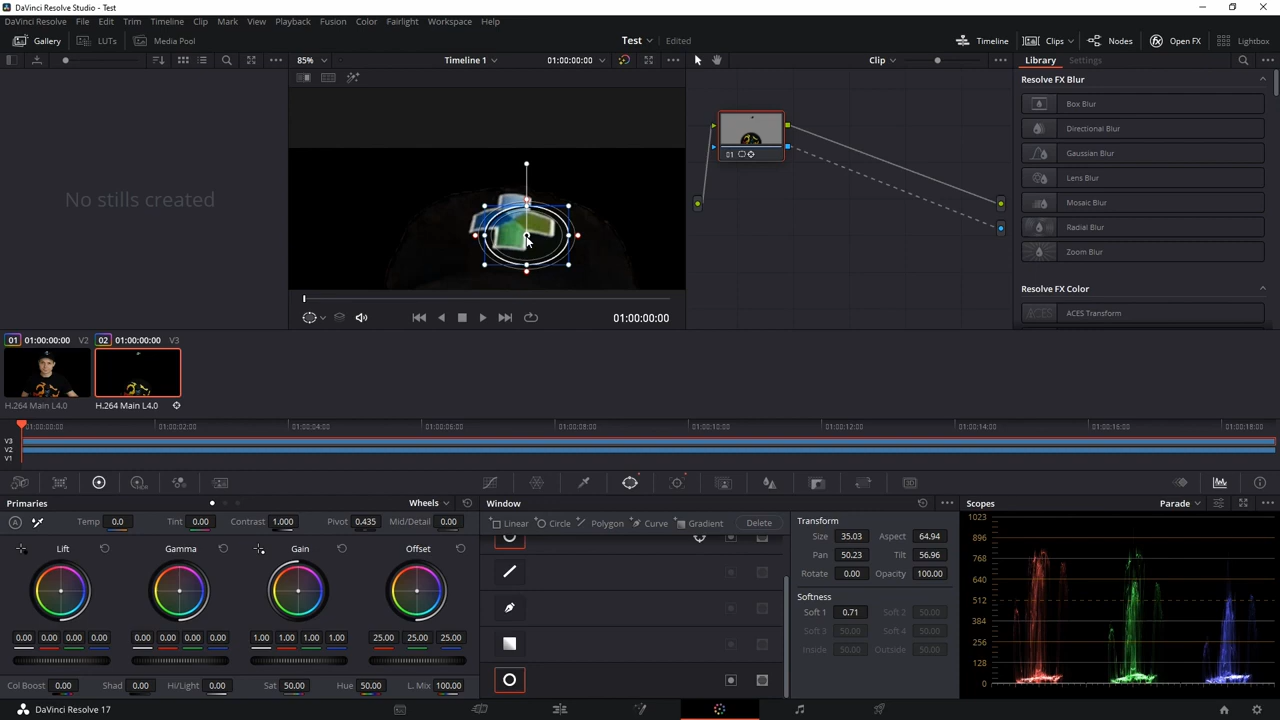 DaVinci Resolve Studio - Test
DaVinci Resolve File Edit Trim Timeline Clip Mark View Playback Fusion Color Fairlight Workspace Help
Gallery LUTs Media Pool Test Edited Timeline Clips Nodes Open FX Lightbox
85% Timeline 1 01:00:00:00 Clip Library Settings
Resolve FX Blur
Box Blur
Directional Blur
Gaussian Blur
Lens Blur
Mosaic Blur
Radial Blur
Zoom Blur
Resolve FX Color
ACES Transform
No stills created
01
01:00:00:00
01 01:00:00:00 V2 02 01:00:00:00 V3
H.264 Main L4.0 H.264 Main L4.0
01:00:00:00 01:00:02:00 01:00:04:00 01:00:06:00 01:00:08:00 01:00:10:00 01:00:12:00 01:00:14:00 01:00:16:00 01:00:18:00
V3
V2
V1
Primaries Wheels Window Scopes Parade
Temp 0.0 Tint 0.00 Contrast 1.000 Pivot 0.435 Mid/Detail 0.00
Lift Gamma Gain Offset
0.00 0.00 0.00 0.00 0.00 0.00 0.00 0.00 1.00 1.00 1.00 1.00 25.00 25.00 25.00
Col Boost 0.00 Shad 0.00 Hi/Light 0.00 Sat 50.00 Hue 50.00 L. Mix 100.00
Linear Circle Polygon Curve Gradient Delete
Transform
Size 35.03 Aspect 64.94
Pan 50.23 Tilt 56.96
Rotate 0.00 Opacity 100.00
Softness
Soft 1 0.71 Soft 2 50.00
Soft 3 50.00 Soft 4 50.00
Inside 50.00 Outside 50.00
1023
896
768
640
512
384
256
128
0
DaVinci Resolve 17